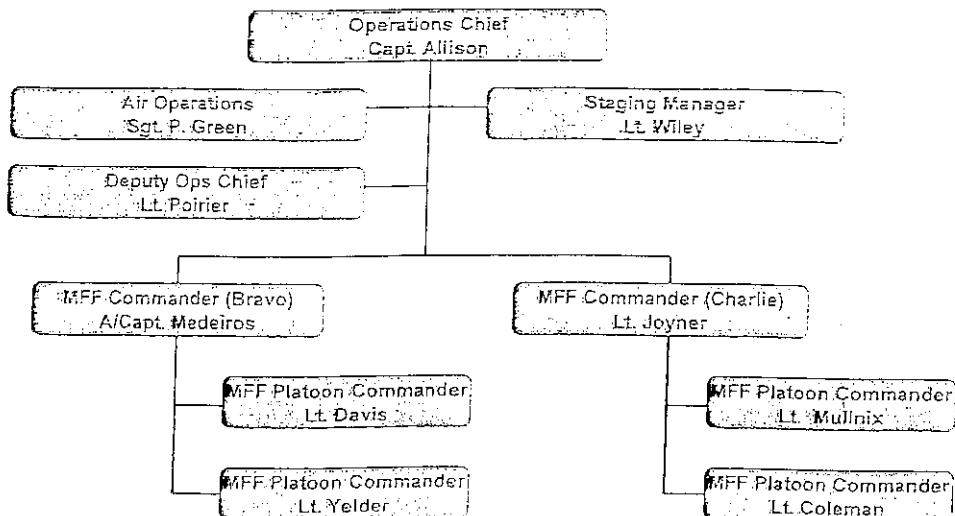 Operations Chief
Capt. Allison
Air Operations
Sgt. P. Green
Staging Manager
Lt. Wiley
Deputy Ops Chief
Lt. Poirier
MFF Commander (Bravo)
A/Capt. Medeiros
MFF Commander (Charlie)
Lt. Joyner
MFF Platoon Commander
Lt. Davis
MFF Platoon Commander
Lt. Mullnix
MFF Platoon Commander
Lt. Yelder
MFF Platoon Commander
Lt. Coleman